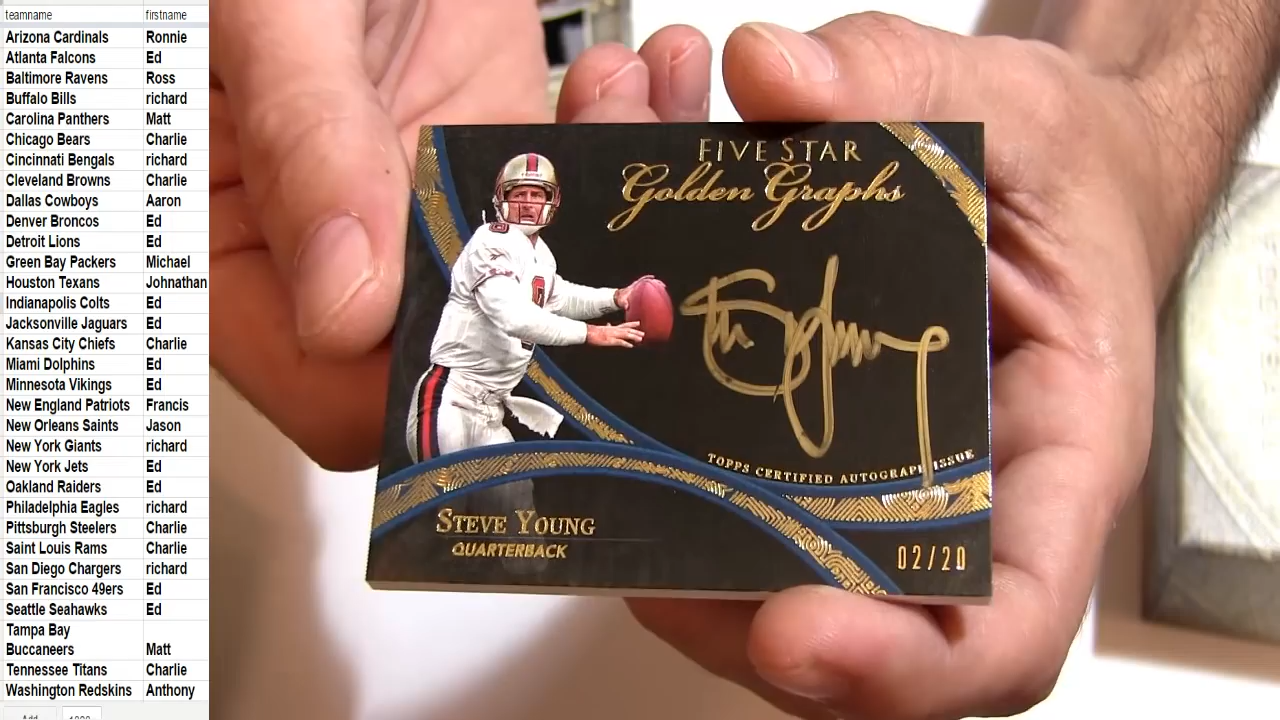 teamname firstname
Arizona Cardinals Ronnie
Atlanta Falcons Ed
Baltimore Ravens Ross
Buffalo Bills richard
Carolina Panthers Matt
Chicago Bears Charlie
Cincinnati Bengals richard
Cleveland Browns Charlie
Dallas Cowboys Aaron
Denver Broncos Ed
Detroit Lions Ed
Green Bay Packers Michael
Houston Texans Johnathan
Indianapolis Colts Ed
Jacksonville Jaguars Ed
Kansas City Chiefs Charlie
Miami Dolphins Ed
Minnesota Vikings Ed
New England Patriots Francis
New Orleans Saints Jason
New York Giants richard
New York Jets Ed
Oakland Raiders Ed
Philadelphia Eagles richard
Pittsburgh Steelers Charlie
Saint Louis Rams Charlie
San Diego Chargers richard
San Francisco 49ers Ed
Seattle Seahawks Ed
Tampa Bay
Buccaneers Matt
Tennessee Titans Charlie
Washington Redskins Anthony
FIVE STAR
Golden Graphs
TOPPS CERTIFIED AUTOGRAPH ISSUE
STEVE YOUNG
QUARTERBACK
02/20